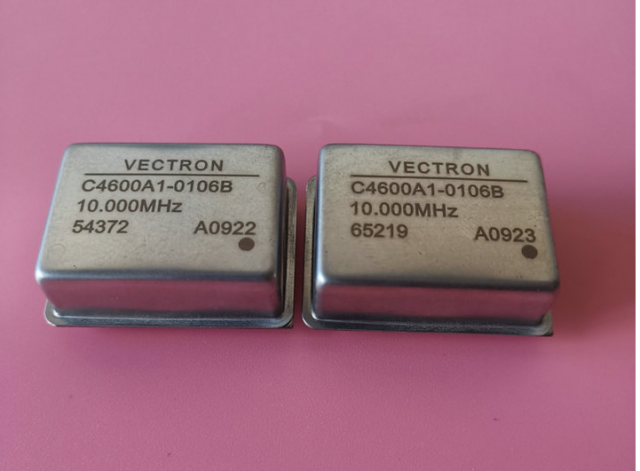 VECTRON
C4600A1-0106B
10.000MHz
54372 A0922
VECTRON
C4600A1-0106B
10.000MHz
65219 A0923